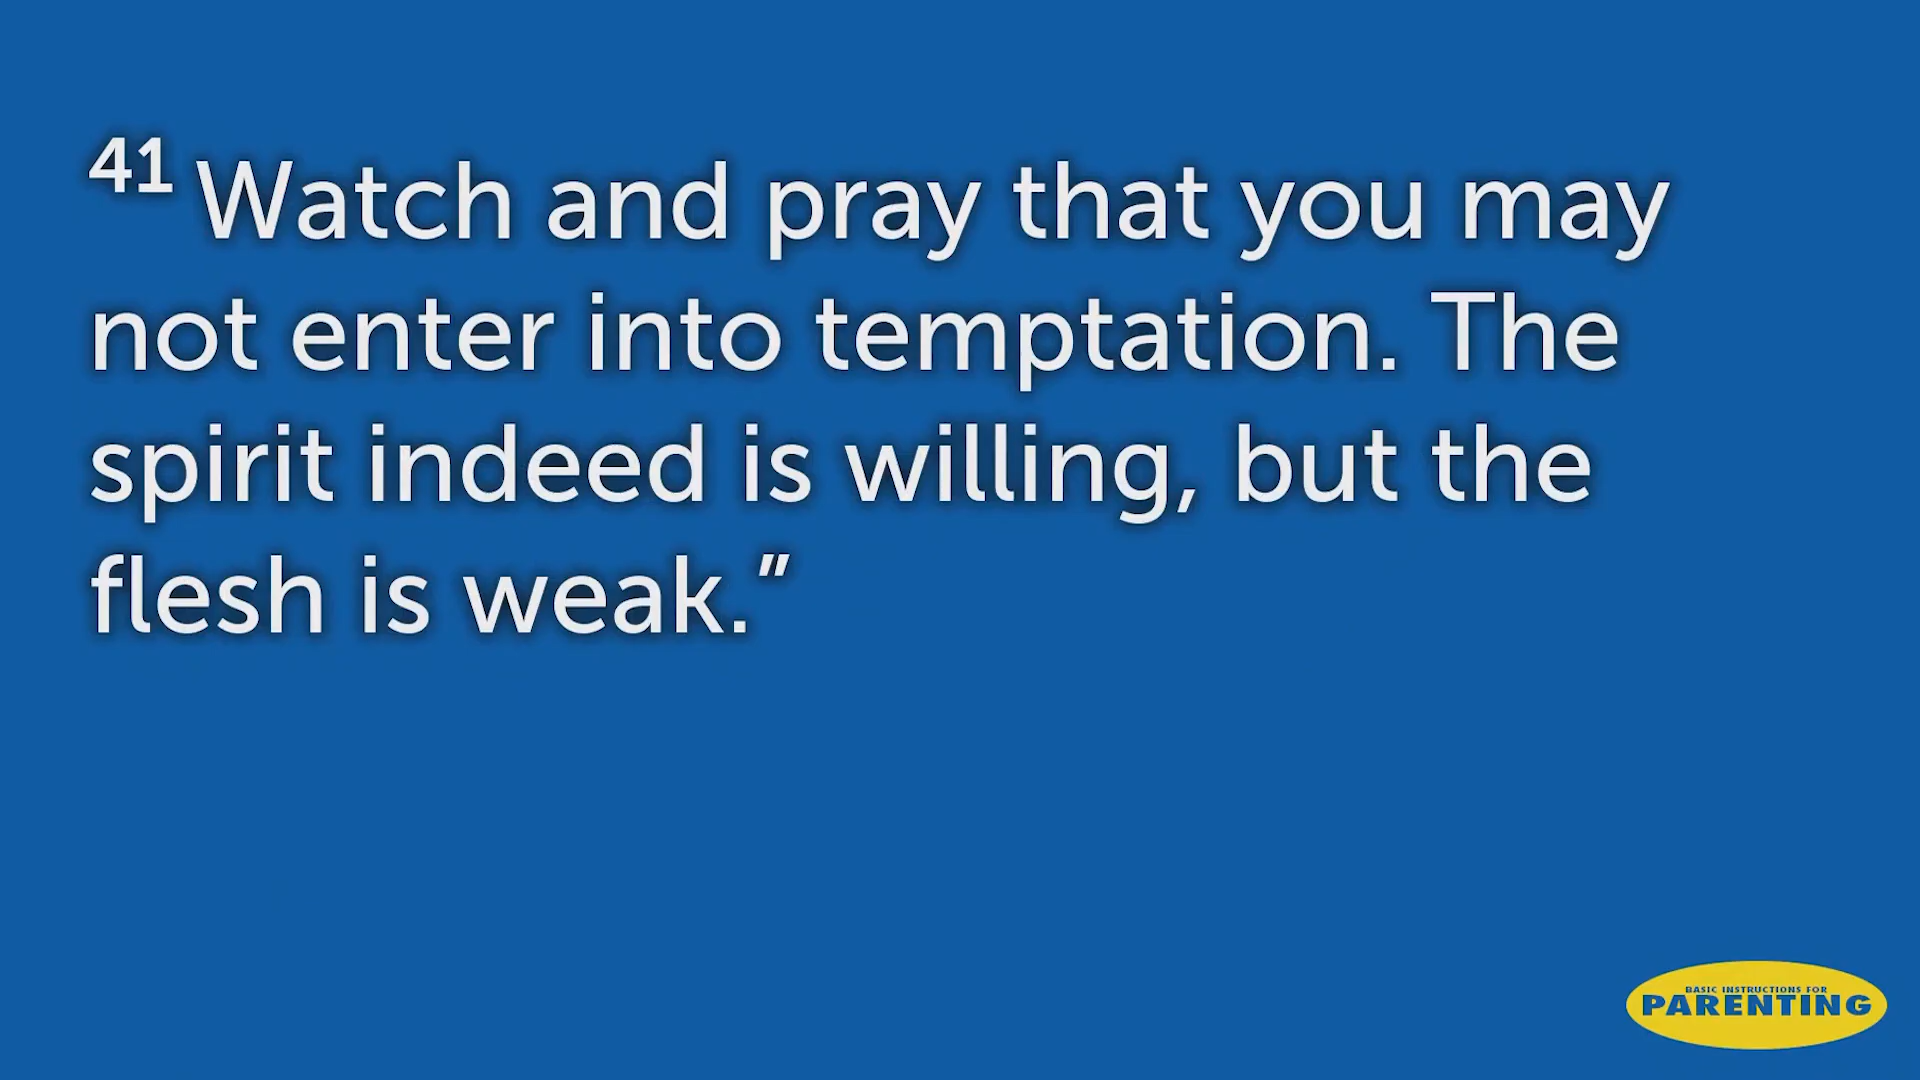 41 Watch and pray that you may
not enter into temptation. The
spirit indeed is willing, but the
flesh is weak.”
BASIC INSTRUCTIONS FOR
PARENTING